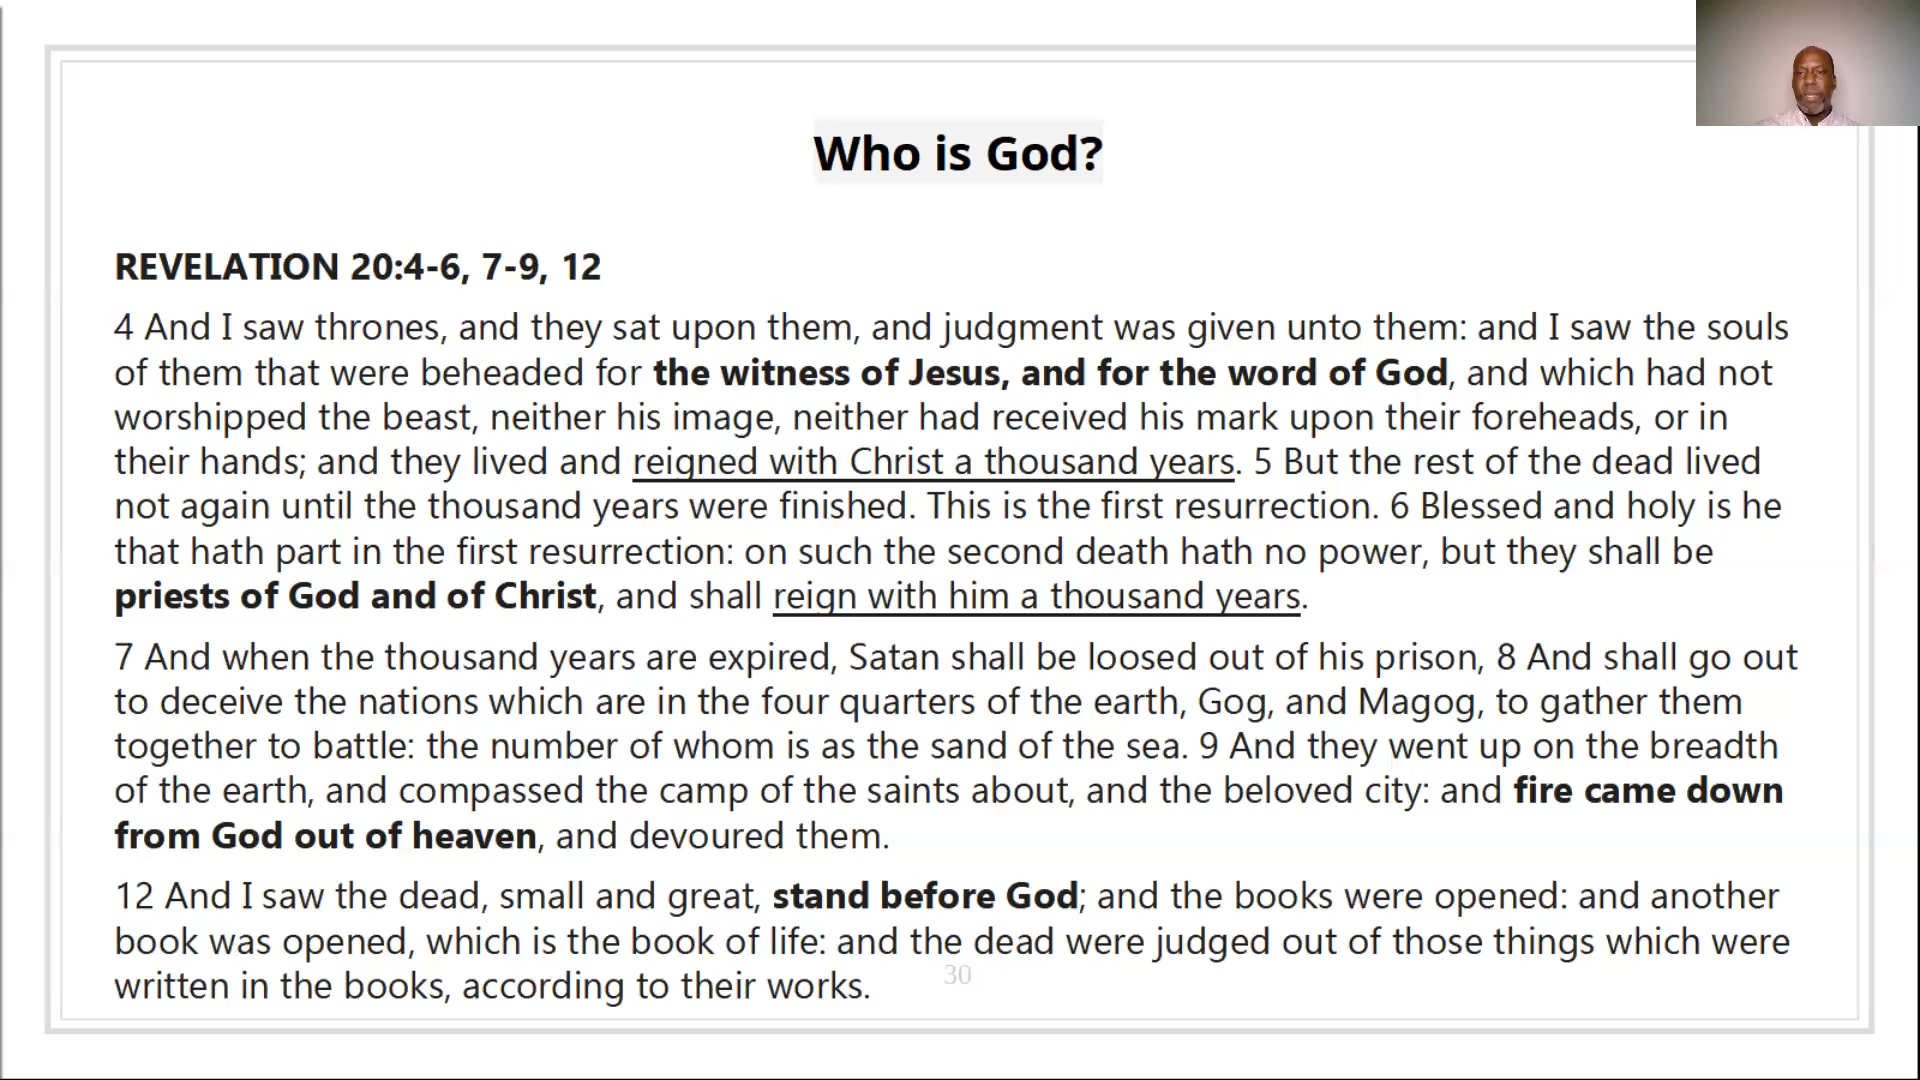 Who is God?
REVELATION 20:4-6, 7-9, 12
4 And I saw thrones, and they sat upon them, and judgment was given unto them: and I saw the souls
of them that were beheaded for the witness of Jesus, and for the word of God, and which had not
worshipped the beast, neither his image, neither had received his mark upon their foreheads, or in
their hands; and they lived and reigned with Christ a thousand years. 5 But the rest of the dead lived
not again until the thousand years were finished. This is the first resurrection. 6 Blessed and holy is he
that hath part in the first resurrection: on such the second death hath no power, but they shall be
priests of God and of Christ, and shall reign with him a thousand years.
7 And when the thousand years are expired, Satan shall be loosed out of his prison, 8 And shall go out
to deceive the nations which are in the four quarters of the earth, Gog, and Magog, to gather them
together to battle: the number of whom is as the sand of the sea. 9 And they went up on the breadth
of the earth, and compassed the camp of the saints about, and the beloved city: and fire came down
from God out of heaven, and devoured them.
12 And I saw the dead, small and great, stand before God; and the books were opened: and another
book was opened, which is the book of life: and the dead were judged out of those things which were
written in the books, according to their works.
30